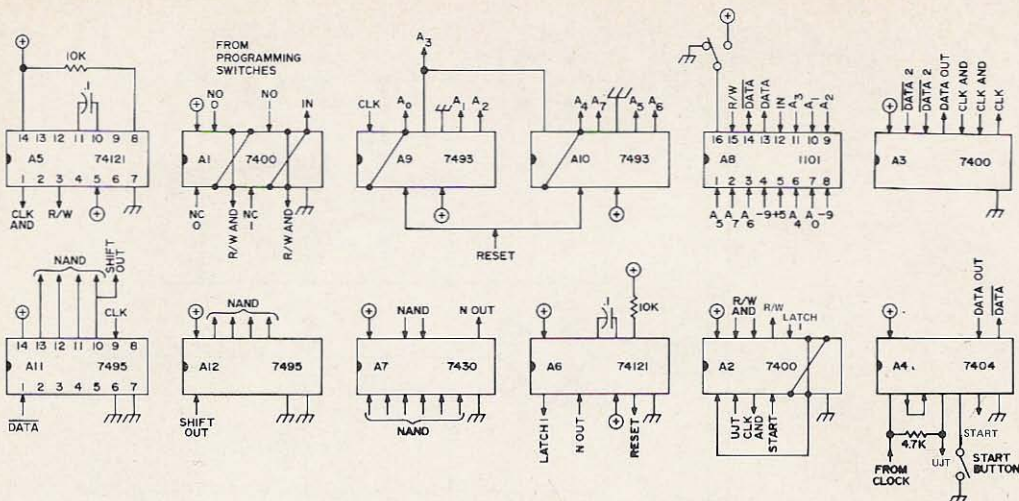 10K
.1
14 13 12 11 10 9 8
A5 74121
1 2 3 4 5 6 7
CLK AND
R/W
FROM PROGRAMMING SWITCHES
NO 0
NO 1
IN
A1 7400
NC 0
R/W AND
NC 1
R/W AND
A3
CLK
A0
A1
A2
A9 7493
A4
A7
A5
A6
A10 7493
RESET
R/W
DATA
DATA
IN
A3
A1
A2
16 15 14 13 12 11 10 9
A8 1101
1 2 3 4 5 6 7 8
A5
A7
A6
-9
+5
A4
A0
-9
DATA 2
DATA 2
DATA OUT
CLK AND
CLK AND
CLK
A3 7400
NAND
SHIFT OUT
CLK
14 13 12 11 10 9 8
A11 7495
1 2 3 4 5 6 7
DATA
NAND
A12 7495
SHIFT OUT
NAND
N OUT
A7 7430
NAND
.1
10K
A6 74121
LATCH 1
N OUT
RESET
R/W AND
R/W
LATCH 1
A2 7400
UJT
CLK AND
START
DATA OUT
DATA
A4 7404
4.7K
FROM CLOCK
UJT
START
START BUTTON